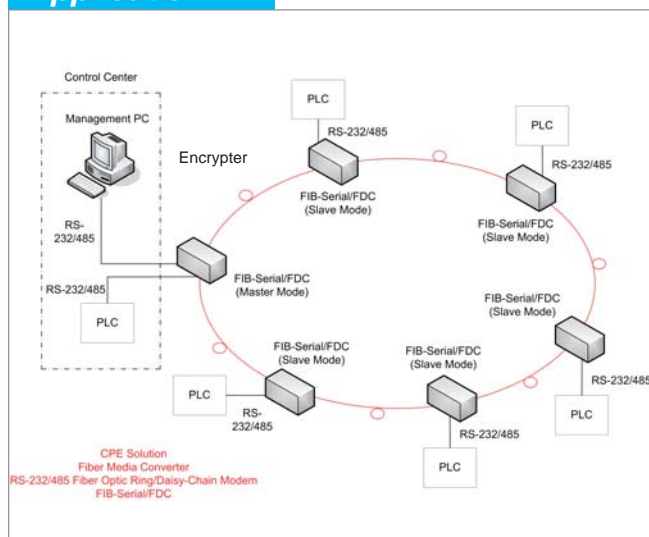 Control Center
Management PC
RS-
232/485
RS-232/485
PLC
Encrypter
FIB-Serial/FDC
(Master Mode)
PLC
RS-232/485
FIB-Serial/FDC
(Slave Mode)
PLC
RS-232/485
FIB-Serial/FDC
(Slave Mode)
FIB-Serial/FDC
(Slave Mode)
RS-232/485
PLC
FIB-Serial/FDC
(Slave Mode)
RS-232/485
PLC
FIB-Serial/FDC
(Slave Mode)
PLC
RS-
232/485
CPE Solution
Fiber Media Converter
RS-232/485 Fiber Optic Ring/Daisy-Chain Modem
FIB-Serial/FDC